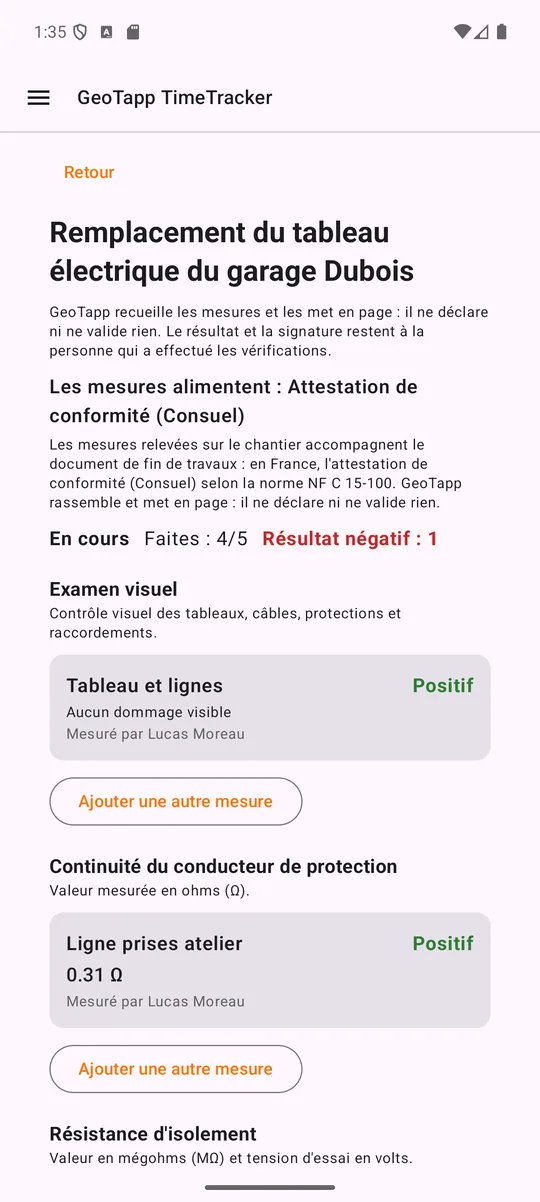 1:35
GeoTapp TimeTracker
Retour
Remplacement du tableau
électrique du garage Dubois
GeoTapp recueille les mesures et les met en page : il ne déclare
ni ne valide rien. Le résultat et la signature restent à la
personne qui a effectué les vérifications.
Les mesures alimentent : Attestation de
conformité (Consuel)
Les mesures relevées sur le chantier accompagnent le
document de fin de travaux : en France, l'attestation de
conformité (Consuel) selon la norme NF C 15-100. GeoTapp
rassemble et met en page : il ne déclare ni ne valide rien.
En cours Faites : 4/5 Résultat négatif : 1
Examen visuel
Contrôle visuel des tableaux, câbles, protections et
raccordements.
Tableau et lignes Positif
Aucun dommage visible
Mesuré par Lucas Moreau
Ajouter une autre mesure
Continuité du conducteur de protection
Valeur mesurée en ohms (Ω).
Ligne prises atelier Positif
0.31 Ω
Mesuré par Lucas Moreau
Ajouter une autre mesure
Résistance d'isolement
Valeur en mégohms (MΩ) et tension d'essai en volts.